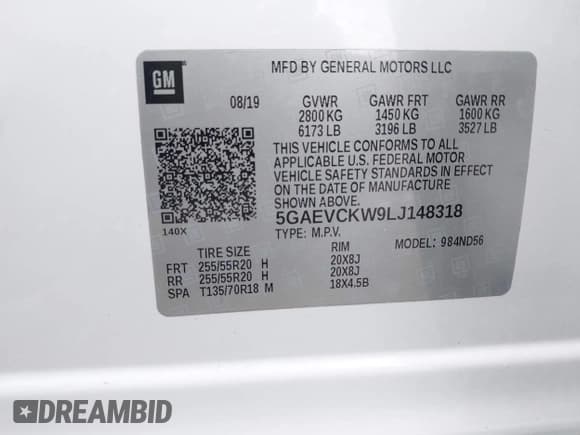 GM
MFD BY GENERAL MOTORS LLC
08/19 GVWR GAWR FRT GAWR RR
2800 KG 1450 KG 1600 KG
6173 LB 3196 LB 3527 LB
THIS VEHICLE CONFORMS TO ALL
APPLICABLE U.S. FEDERAL MOTOR
VEHICLE SAFETY STANDARDS IN EFFECT
ON THE DATE OF MANUFACTURE
SHOWN ABOVE.
5GAEVCKW9LJ148318
140X
TYPE: M.P.V. MODEL: 984ND56
TIRE SIZE RIM
FRT 255/55R20 H 20X8J
RR 255/55R20 H 20X8J
SPA T135/70R18 M 18X4.5B
DREAMBID